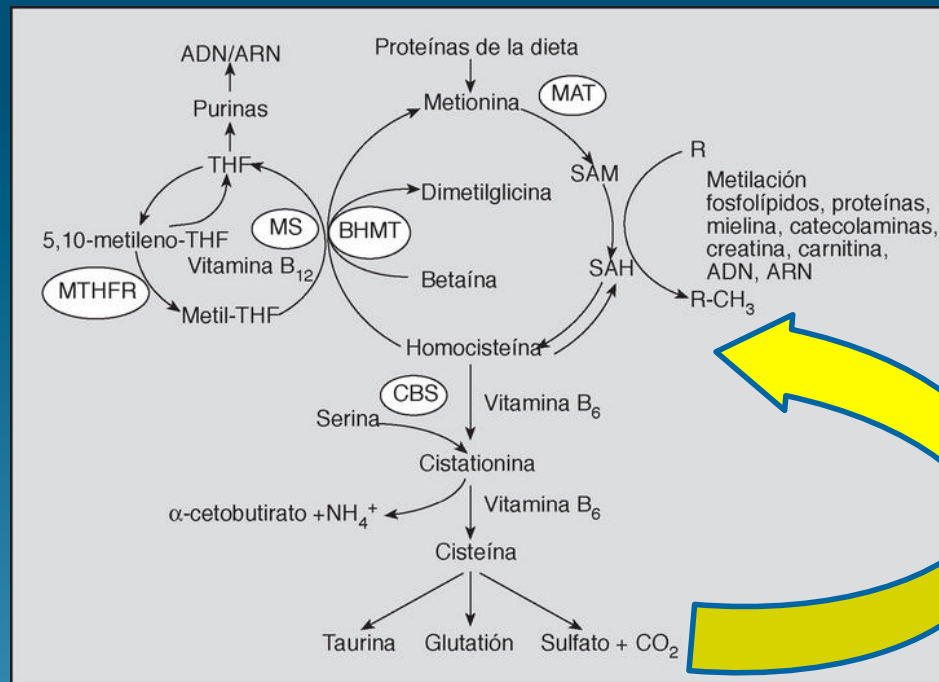 Proteínas de la dieta
ADN/ARN
Metionina
MAT
Purinas
THF
SAM
R
Dimetilglicina
Metilación
fosfolípidos, proteínas,
mielina, catecolaminas,
creatina, carnitina,
ADN, ARN
MS
BHMT
5,10-metileno-THF
Vitamina B12
Betaína
SAH
MTHFR
R-CH3
Metil-THF
Homocisteína
CBS
Vitamina B6
Serina
Cistationina
α-cetobutirato +NH4+
Vitamina B6
Cisteína
Taurina
Glutatión
Sulfato + CO2